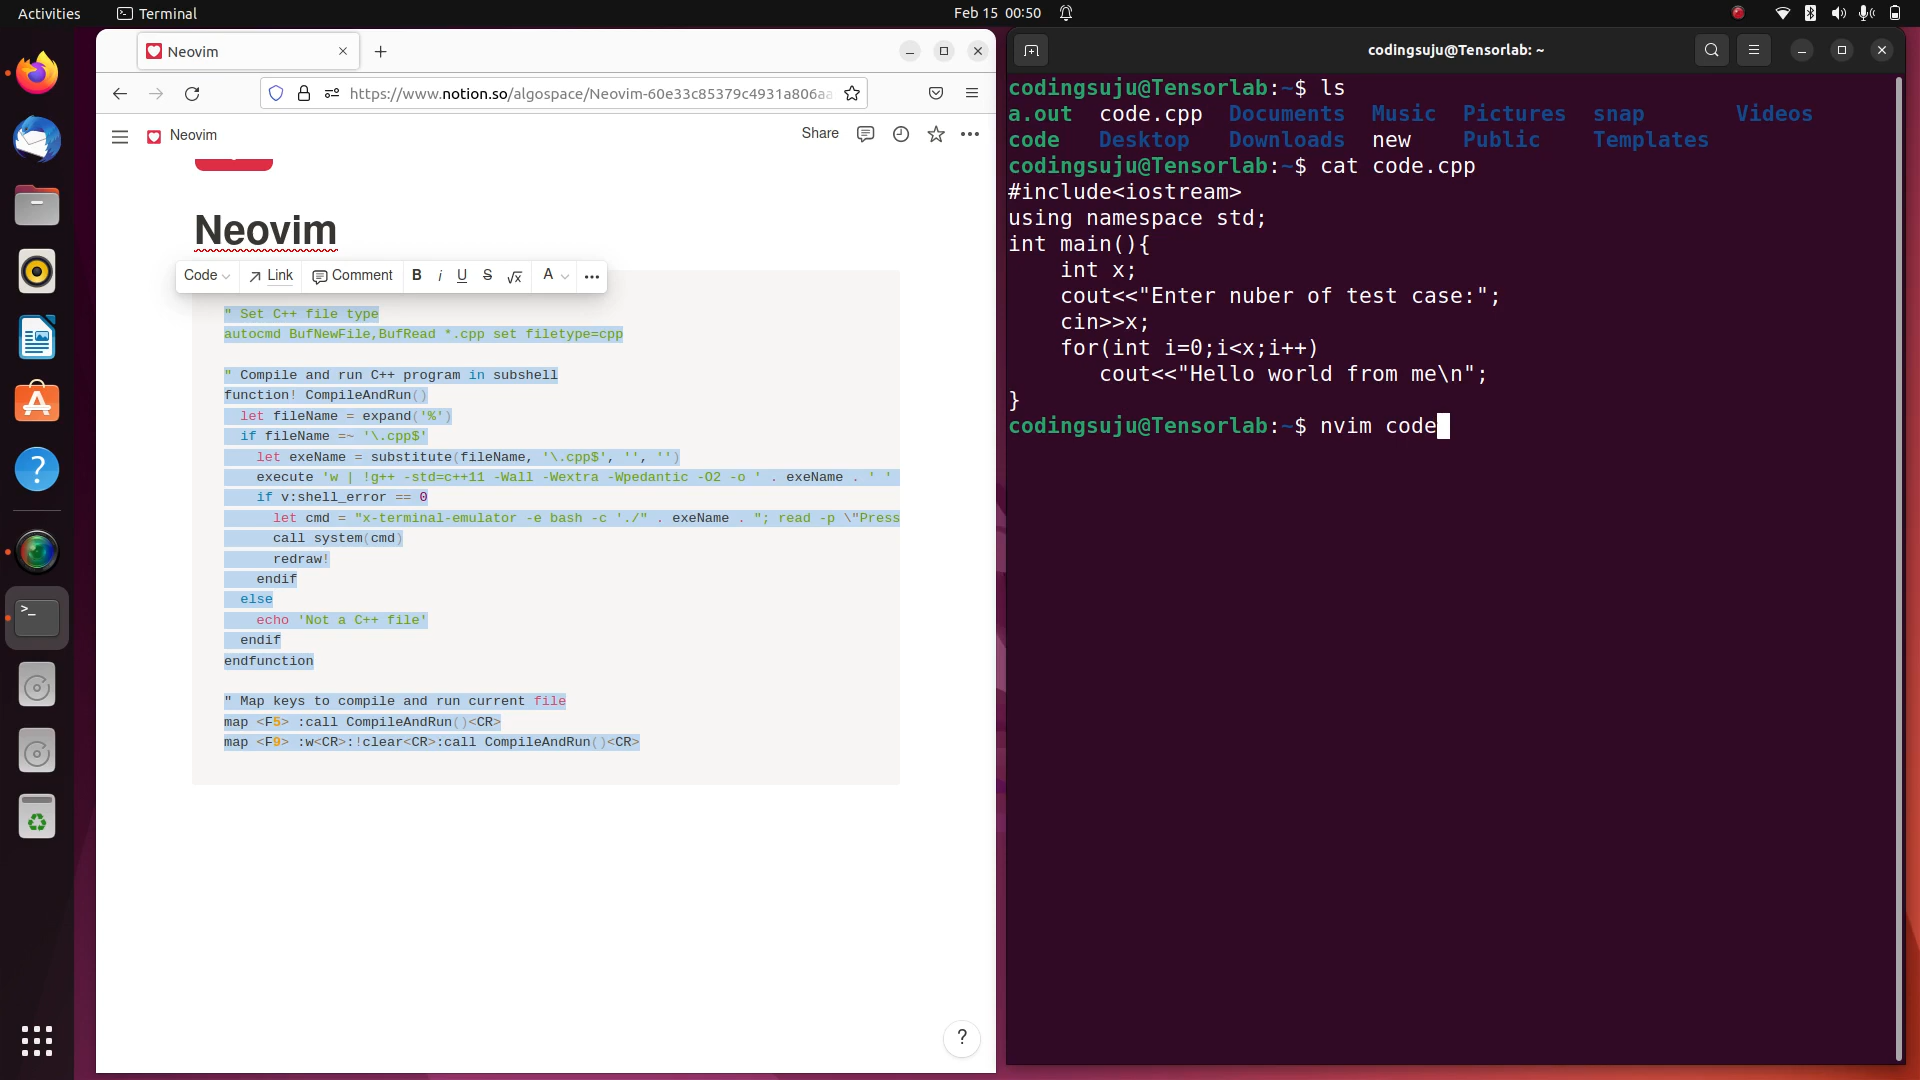 Activities
Terminal
Feb 15 00:50
Neovim
https://www.notion.so/algospace/Neovim-60e33c85379c4931a806aa
Neovim
Share
Neovim
Code
Link
Comment
B i U S √x A
" Set C++ file type
autocmd BufNewFile,BufRead *.cpp set filetype=cpp
" Compile and run C++ program in subshell
function! CompileAndRun()
let fileName = expand('%')
if fileName =~ '\.cpp$'
let exeName = substitute(fileName, '\.cpp$', '', '')
execute 'w | !g++ -std=c++11 -Wall -Wextra -Wpedantic -O2 -o ' . exeName . ' '
if v:shell_error == 0
let cmd = "x-terminal-emulator -e bash -c './" . exeName . "; read -p \"Press
call system(cmd)
redraw!
endif
else
echo 'Not a C++ file'
endif
endfunction
" Map keys to compile and run current file
map <F5> :call CompileAndRun()<CR>
map <F9> :w<CR>:!clear<CR>:call CompileAndRun()<CR>
?
codingsuju@Tensorlab: ~
codingsuju@Tensorlab:~$ ls
a.out code.cpp Documents Music Pictures snap Videos
code Desktop Downloads new Public Templates
codingsuju@Tensorlab:~$ cat code.cpp
#include<iostream>
using namespace std;
int main(){
int x;
cout<<"Enter nuber of test case:";
cin>>x;
for(int i=0;i<x;i++)
cout<<"Hello world from me\n";
}
codingsuju@Tensorlab:~$ nvim code